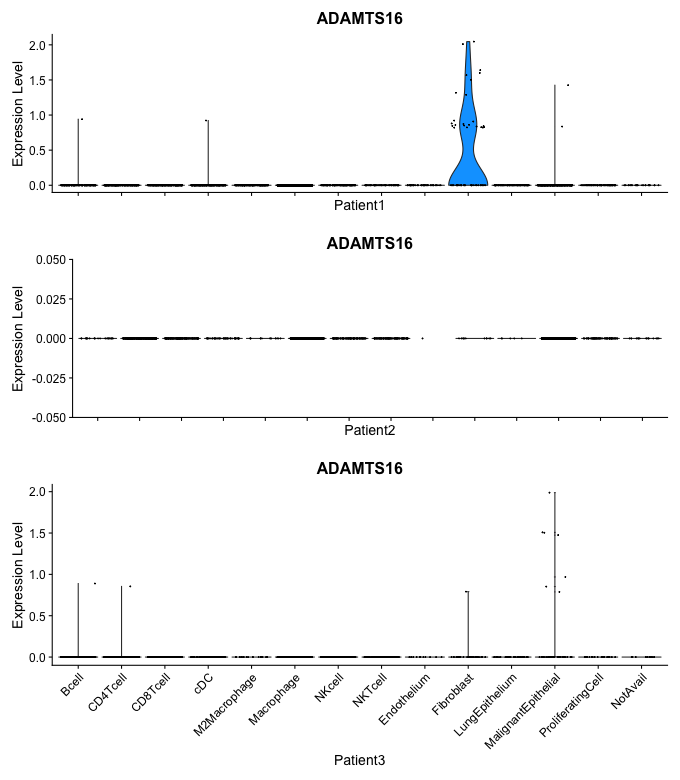 ADAMTS16
Expression Level
2.0
1.5
1.0
0.5
0.0
Patient1
ADAMTS16
Expression Level
0.050
0.025
0.000
-0.025
-0.050
Patient2
ADAMTS16
Expression Level
2.0
1.5
1.0
0.5
0.0
Bcell
CD4Tcell
CD8Tcell
cDC
M2Macrophage
Macrophage
NKcell
NKTcell
Endothelium
Fibroblast
LungEpithelium
MalignantEpithelial
ProliferatingCell
NotAvail
Patient3